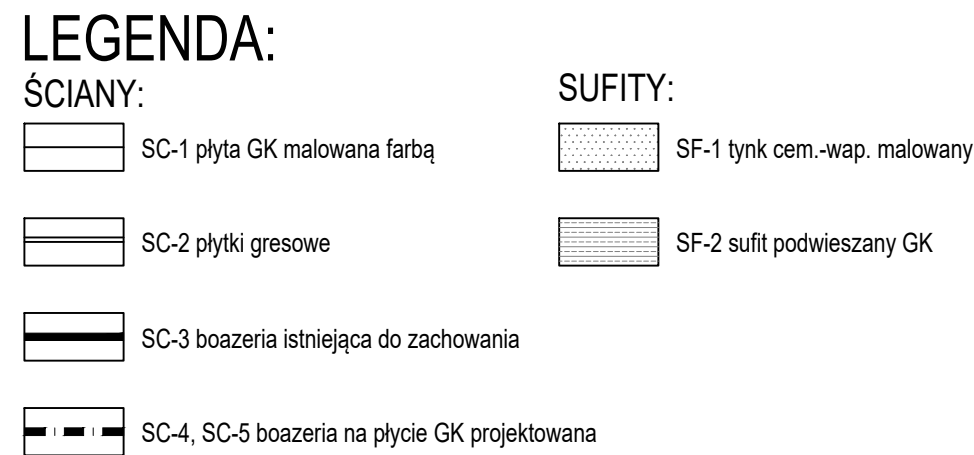 LEGENDA:
ŚCIANY:
SC-1 płyta GK malowana farbą
SC-2 płytki gresowe
SC-3 boazeria istniejąca do zachowania
SC-4, SC-5 boazeria na płycie GK projektowana
SUFITY:
SF-1 tynk cem.-wap. malowany
SF-2 sufit podwieszany GK